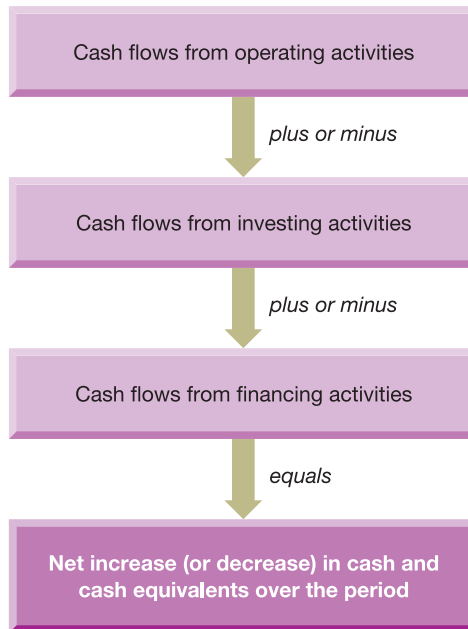 Cash flows from operating activities
plus or minus
Cash flows from investing activities
plus or minus
Cash flows from financing activities
equals
Net increase (or decrease) in cash and
cash equivalents over the period